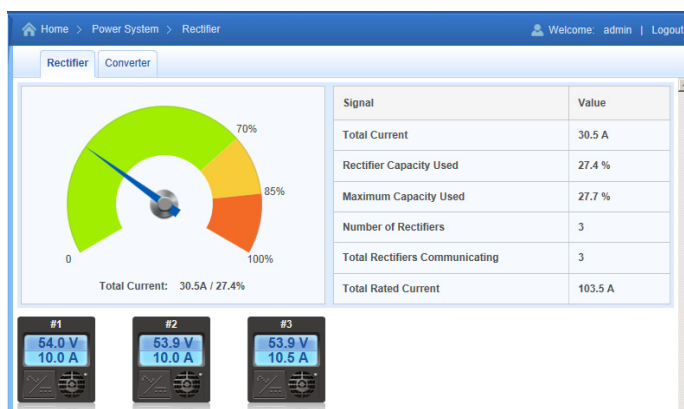 Home > Power System > Rectifier
Welcome: admin | Logout
Rectifier Converter
70%
85%
0 100%
Total Current: 30.5A / 27.4%
Signal Value
Total Current 30.5 A
Rectifier Capacity Used 27.4 %
Maximum Capacity Used 27.7 %
Number of Rectifiers 3
Total Rectifiers Communicating 3
Total Rated Current 103.5 A
#1 #2 #3
54.0 V 53.9 V 53.9 V
10.0 A 10.0 A 10.5 A